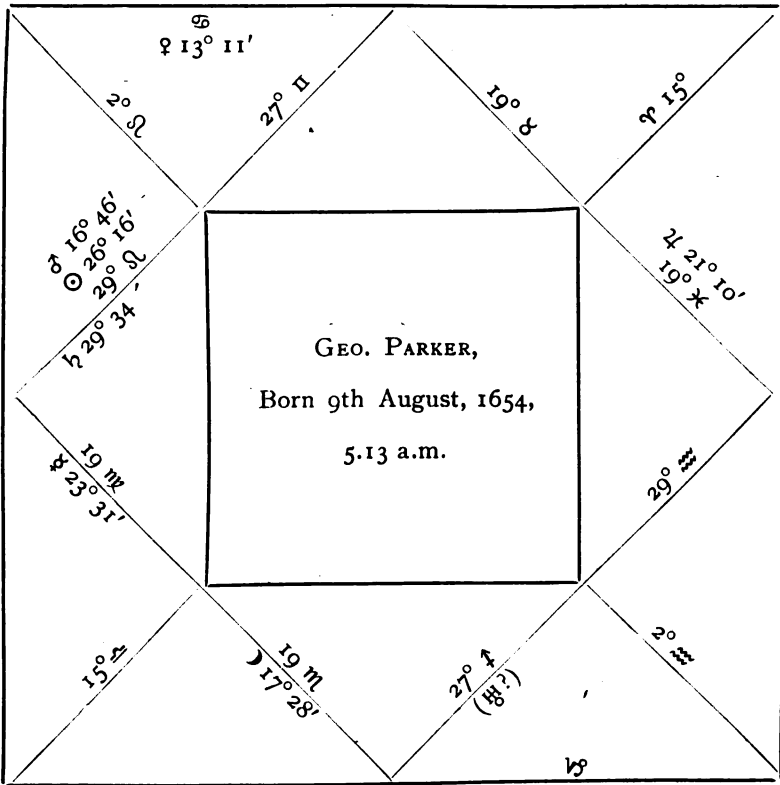 ♋
♀ 13° 11′
2° ♌
27° ♊
19° ♉
♈ 15°
♂ 16° 46′
☉ 26° 16′
29° ♌
♄ 29° 34′
♃ 21° 10′
19° ♓
GEO. PARKER,
Born 9th August, 1654,
5.13 a.m.
19 ♍
☿ 23° 31′
29° ♒
15° ♎
19 ♏
☽ 17° 28′
27° ♐
(♅?)
2° ♒
♑